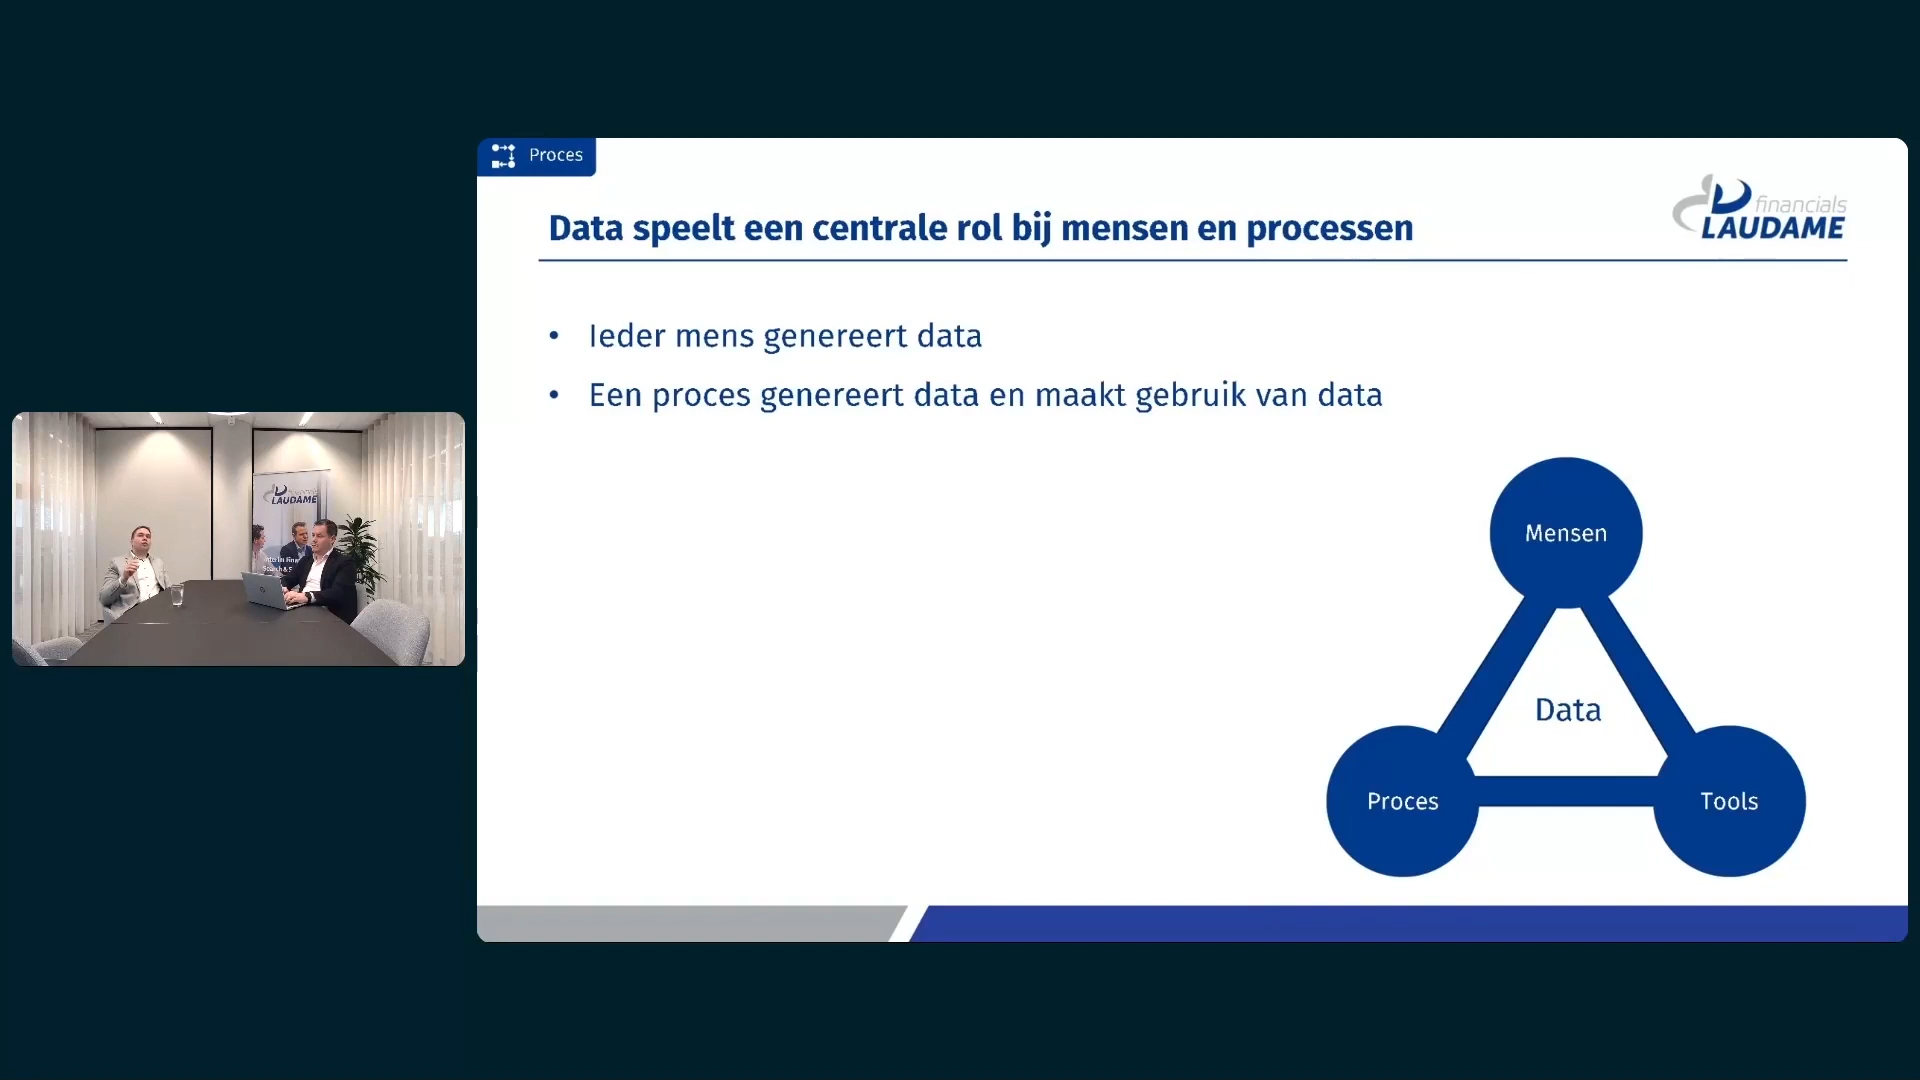 Proces
financials
LAUDAME
Data speelt een centrale rol bij mensen en processen
• Ieder mens genereert data
• Een proces genereert data en maakt gebruik van data
Mensen
Data
Proces
Tools
LAUDAME